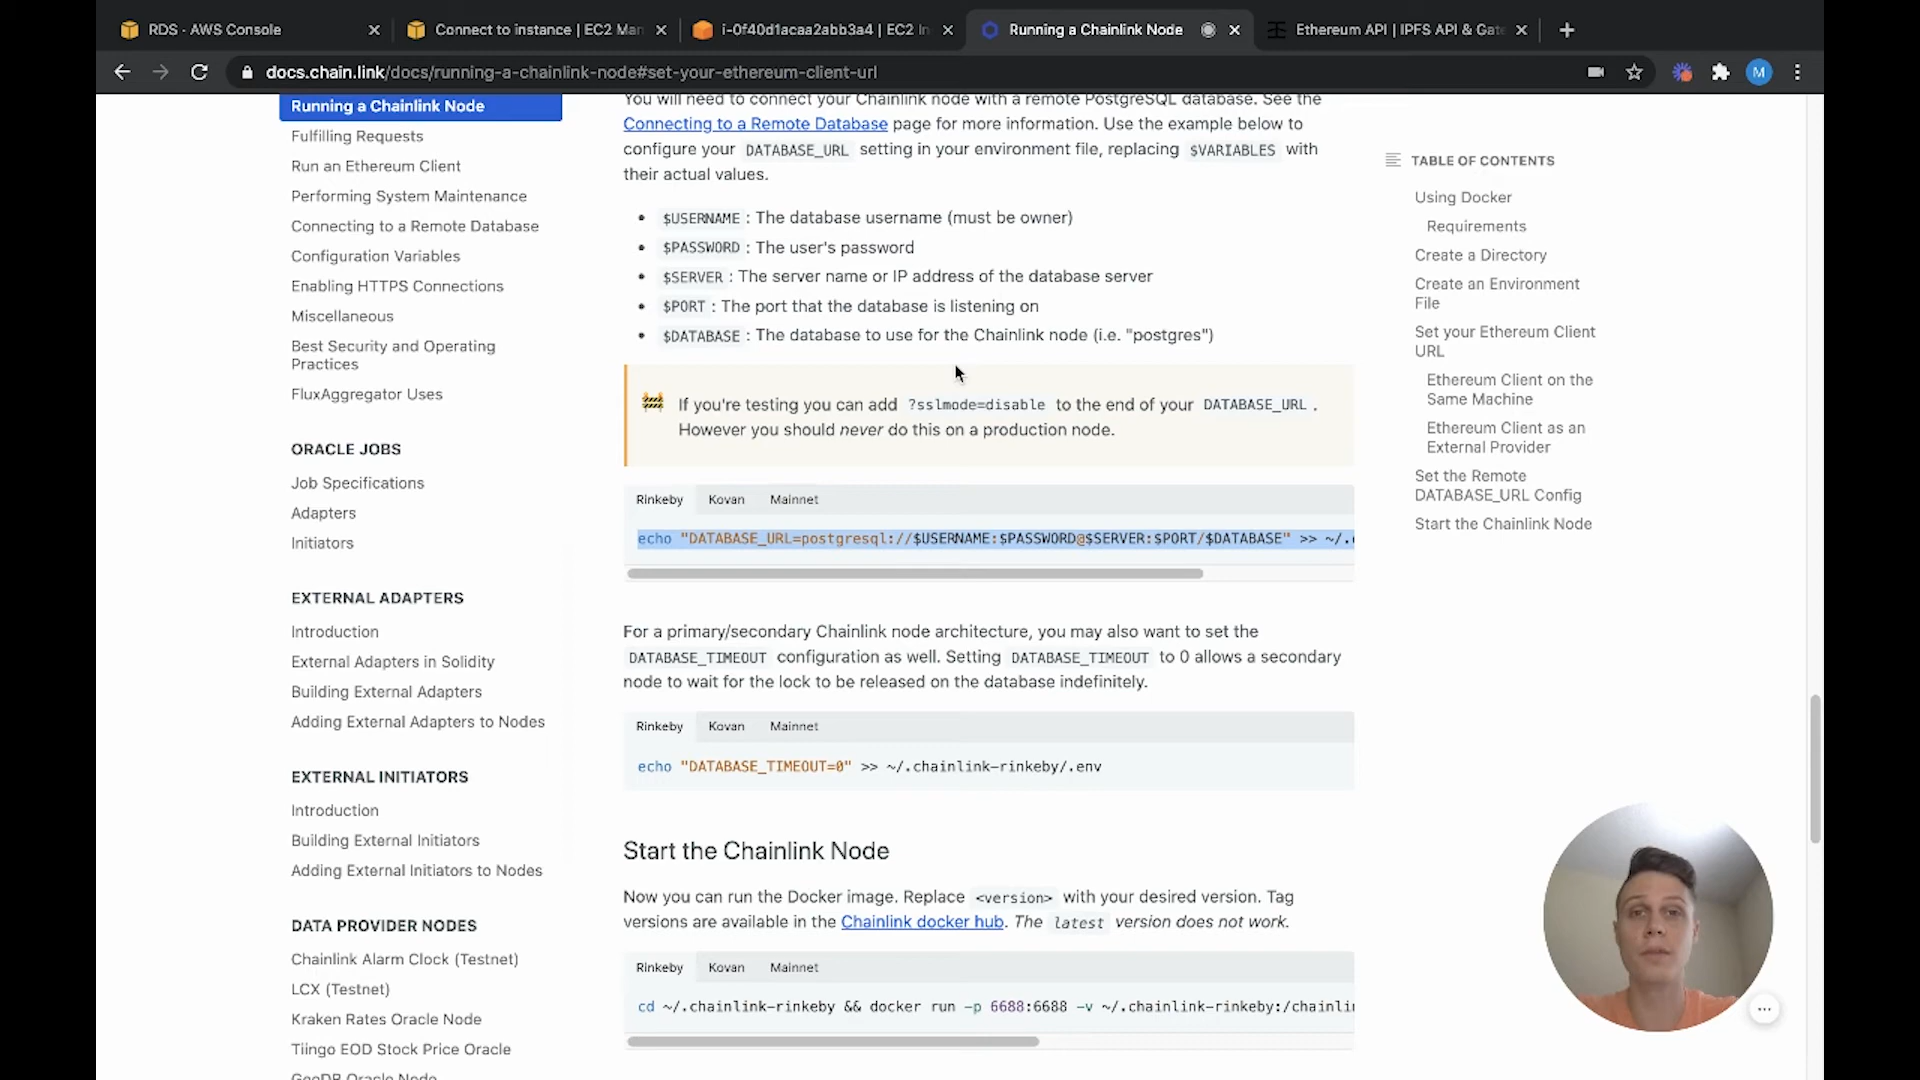 RDS - AWS Console
Connect to instance | EC2 Man
i-0f40d1acaa2abb3a4 | EC2 In
Running a Chainlink Node
Ethereum API | IPFS API & Gate
docs.chain.link/docs/running-a-chainlink-node#set-your-ethereum-client-url
M
Running a Chainlink Node
Fulfilling Requests
Run an Ethereum Client
Performing System Maintenance
Connecting to a Remote Database
Configuration Variables
Enabling HTTPS Connections
Miscellaneous
Best Security and Operating
Practices
FluxAggregator Uses
ORACLE JOBS
Job Specifications
Adapters
Initiators
EXTERNAL ADAPTERS
Introduction
External Adapters in Solidity
Building External Adapters
Adding External Adapters to Nodes
EXTERNAL INITIATORS
Introduction
Building External Initiators
Adding External Initiators to Nodes
DATA PROVIDER NODES
Chainlink Alarm Clock (Testnet)
LCX (Testnet)
Kraken Rates Oracle Node
Tiingo EOD Stock Price Oracle
GeoDB Oracle Node
You will need to connect your Chainlink node with a remote PostgreSQL database. See the
Connecting to a Remote Database page for more information. Use the example below to
configure your DATABASE_URL setting in your environment file, replacing $VARIABLES with
their actual values.
• $USERNAME : The database username (must be owner)
• $PASSWORD : The user's password
• $SERVER : The server name or IP address of the database server
• $PORT : The port that the database is listening on
• $DATABASE : The database to use for the Chainlink node (i.e. "postgres")
🚧 If you're testing you can add ?sslmode=disable to the end of your DATABASE_URL .
However you should never do this on a production node.
Rinkeby Kovan Mainnet
echo "DATABASE_URL=postgresql://$USERNAME:$PASSWORD@$SERVER:$PORT/$DATABASE" >> ~/.
For a primary/secondary Chainlink node architecture, you may also want to set the
DATABASE_TIMEOUT configuration as well. Setting DATABASE_TIMEOUT to 0 allows a secondary
node to wait for the lock to be released on the database indefinitely.
Rinkeby Kovan Mainnet
echo "DATABASE_TIMEOUT=0" >> ~/.chainlink-rinkeby/.env
Start the Chainlink Node
Now you can run the Docker image. Replace <version> with your desired version. Tag
versions are available in the Chainlink docker hub. The latest version does not work.
Rinkeby Kovan Mainnet
cd ~/.chainlink-rinkeby && docker run -p 6688:6688 -v ~/.chainlink-rinkeby:/chainli
TABLE OF CONTENTS
Using Docker
Requirements
Create a Directory
Create an Environment
File
Set your Ethereum Client
URL
Ethereum Client on the
Same Machine
Ethereum Client as an
External Provider
Set the Remote
DATABASE_URL Config
Start the Chainlink Node